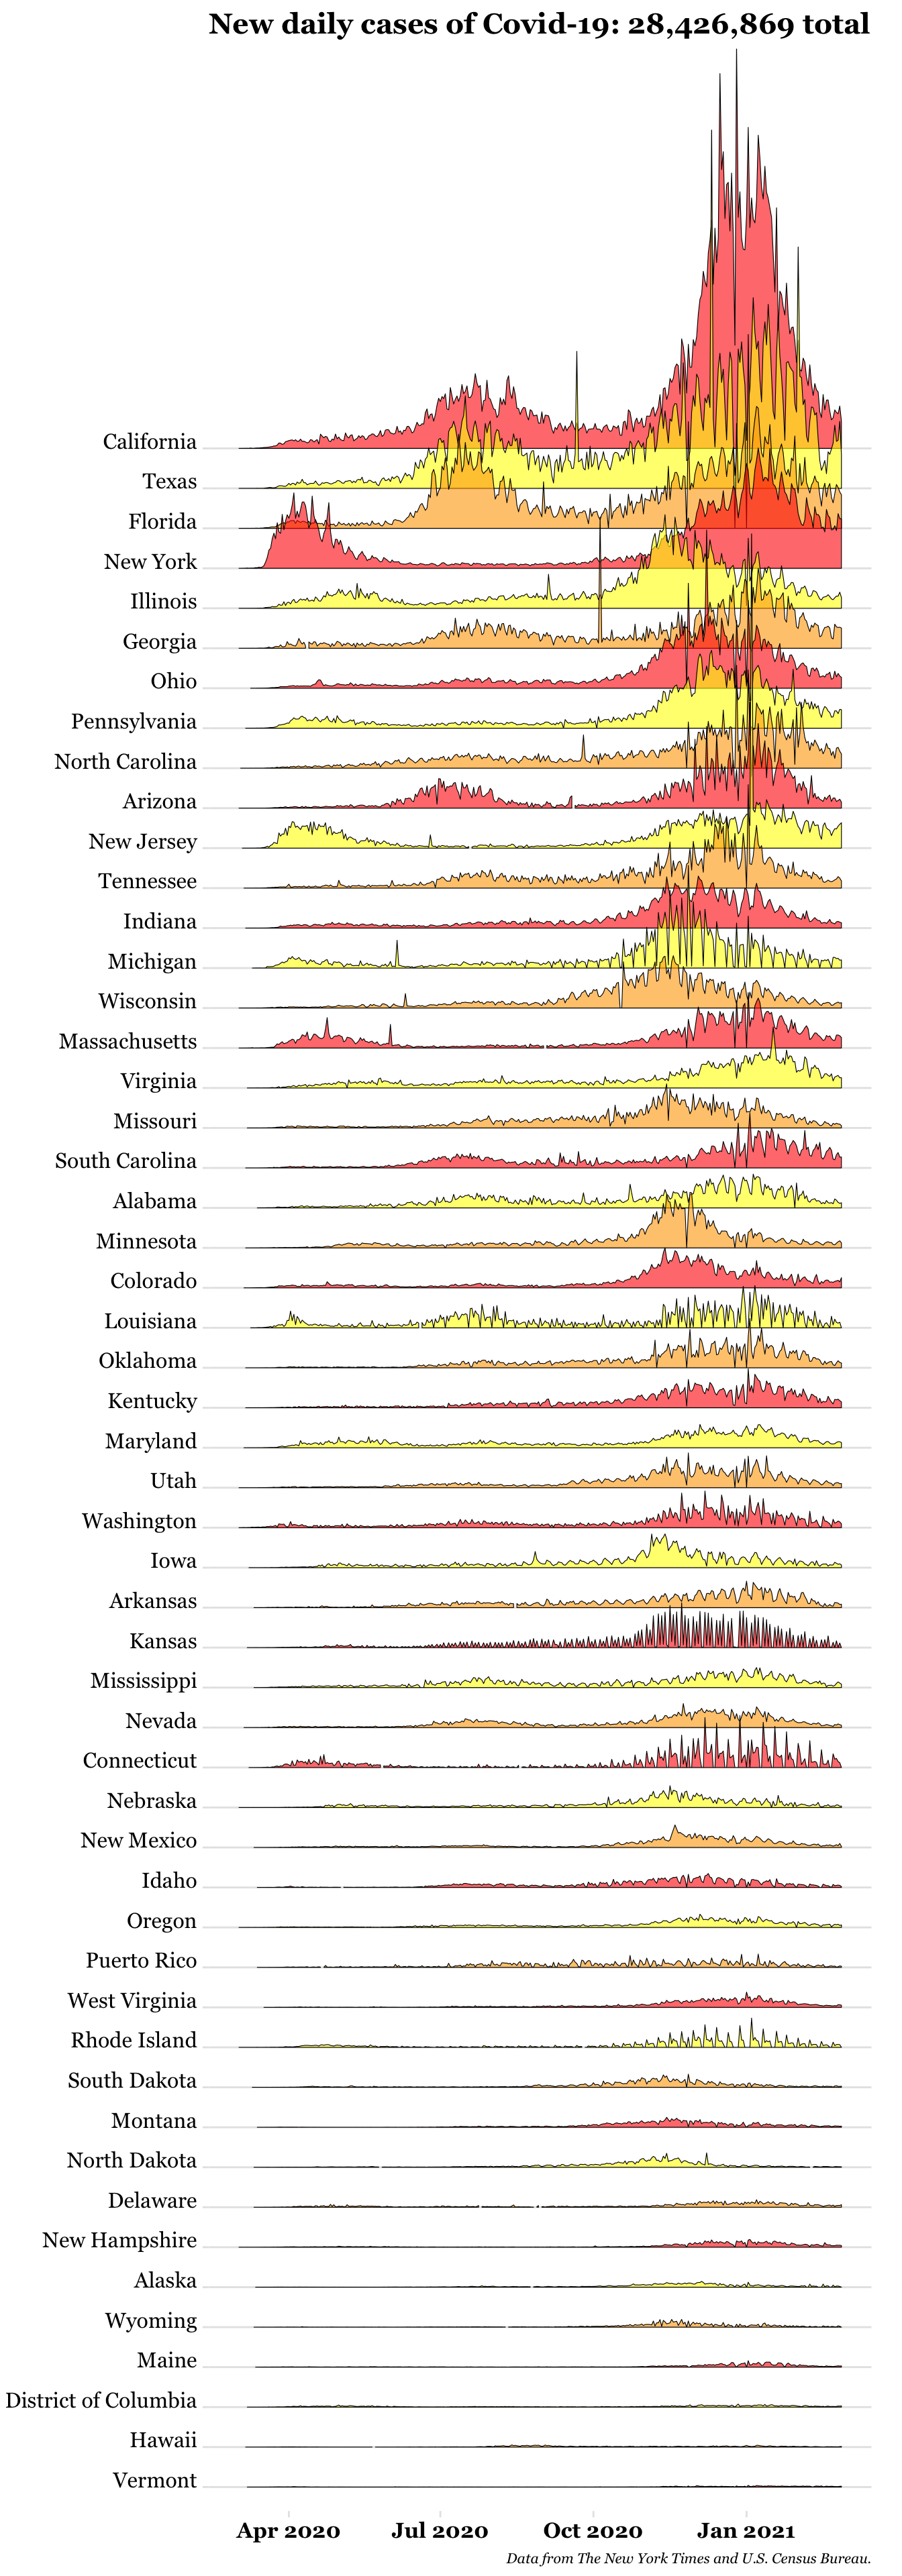 New daily cases of Covid-19: 28,426,869 total
California
Texas
Florida
New York
Illinois
Georgia
Ohio
Pennsylvania
North Carolina
Arizona
New Jersey
Tennessee
Indiana
Michigan
Wisconsin
Massachusetts
Virginia
Missouri
South Carolina
Alabama
Minnesota
Colorado
Louisiana
Oklahoma
Kentucky
Maryland
Utah
Washington
Iowa
Arkansas
Kansas
Mississippi
Nevada
Connecticut
Nebraska
New Mexico
Idaho
Oregon
Puerto Rico
West Virginia
Rhode Island
South Dakota
Montana
North Dakota
Delaware
New Hampshire
Alaska
Wyoming
Maine
District of Columbia
Hawaii
Vermont
Apr 2020 Jul 2020 Oct 2020 Jan 2021
Data from The New York Times and U.S. Census Bureau.